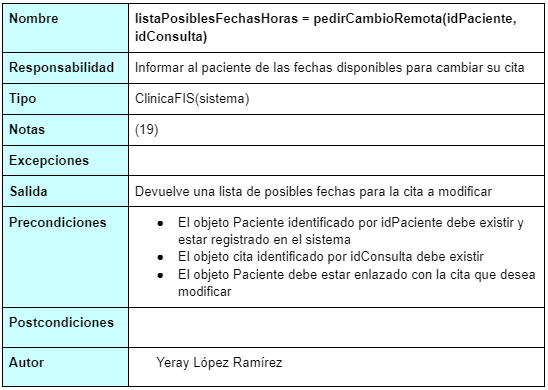 Nombre
listaPosiblesFechasHoras = pedirCambioRemota(idPaciente,
idConsulta)
Responsabilidad
Informar al paciente de las fechas disponibles para cambiar su cita
Tipo
ClinicaFIS(sistema)
Notas
(19)
Excepciones
Salida
Devuelve una lista de posibles fechas para la cita a modificar
Precondiciones
● El objeto Paciente identificado por idPaciente debe existir y
estar registrado en el sistema
● El objeto cita identificado por idConsulta debe existir
● El objeto Paciente debe estar enlazado con la cita que desea
modificar
Postcondiciones
Autor
Yeray López Ramírez